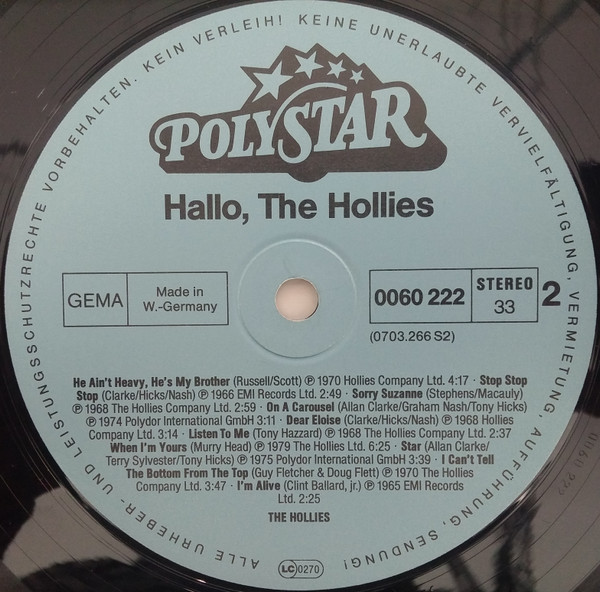 ALLE URHEBER- UND LEISTUNGSSCHUTZRECHTE VORBEHALTEN. KEIN VERLEIH! KEINE UNERLAUBTE VERVIELFÄLTIGUNG, VERMIETUNG, AUFFÜHRUNG, SENDUNG!
POLYSTAR
Hallo, The Hollies
GEMA
Made in
W.-Germany
0060 222
STEREO
33
2
(0703.266 S2)
He Ain't Heavy, He's My Brother (Russell/Scott) ℗ 1970 Hollies Company Ltd. 4:17 · Stop Stop
Stop (Clarke/Hicks/Nash) ℗ 1966 EMI Records Ltd. 2:49 · Sorry Suzanne (Stephens/Macauly)
℗ 1968 The Hollies Company Ltd. 2:59 · On A Carousel (Allan Clarke/Graham Nash/Tony Hicks)
℗ 1974 Polydor International GmbH 3:11 · Dear Eloise (Clarke/Hicks/Nash) ℗ 1968 Hollies
Company Ltd. 3:14 · Listen To Me (Tony Hazzard) ℗ 1968 The Hollies Company Ltd. 2:37
When I'm Yours (Murry Head) ℗ 1979 The Hollies Ltd. 6:25 · Star (Allan Clarke/
Terry Sylvester/Tony Hicks) ℗ 1975 Polydor International GmbH 3:39 · I Can't Tell
The Bottom From The Top (Guy Fletcher & Doug Flett) ℗ 1970 The Hollies
Company Ltd. 3:47 · I'm Alive (Clint Ballard, jr.) ℗ 1965 EMI Records
Ltd. 2:25
THE HOLLIES
LC 0270